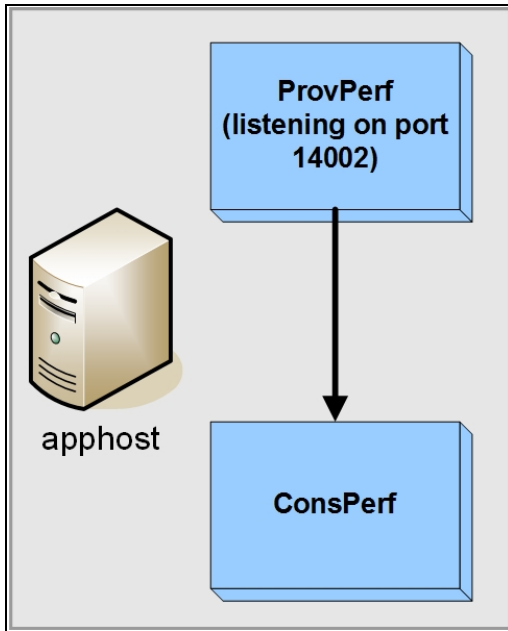 ProvPerf
(listening on port
14002)
apphost
ConsPerf